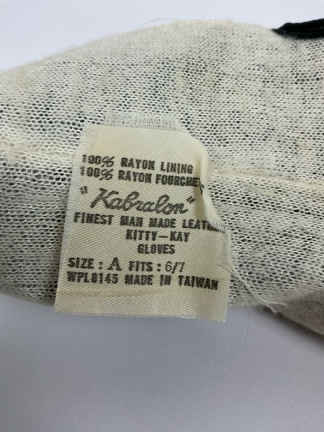 100% RAYON LINING
100% RAYON FOURCHE
"Kabralon"
FINEST MAN MADE LEATH
KITTY-KAY
GLOVES
SIZE: A FITS: 6/7
WPL8145 MADE IN TAIWAN